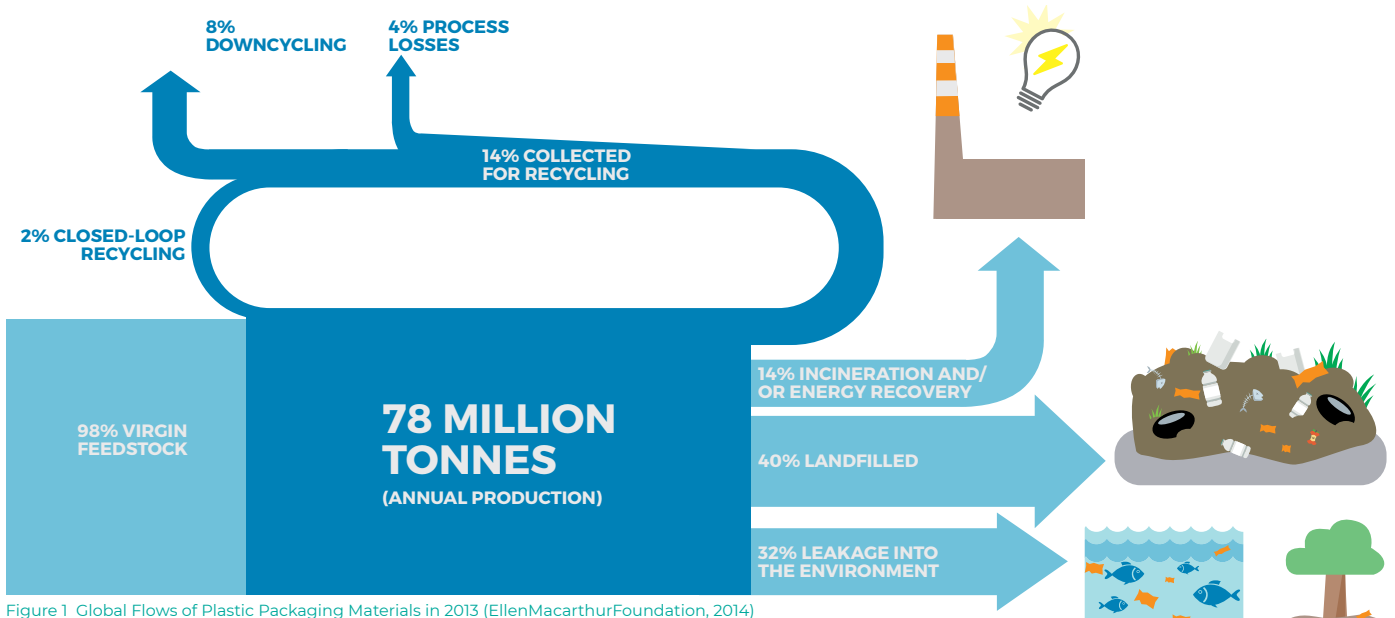 8%
DOWNCYCLING
4% PROCESS
LOSSES
14% COLLECTED
FOR RECYCLING
2% CLOSED-LOOP
RECYCLING
98% VIRGIN
FEEDSTOCK
78 MILLION
TONNES
(ANNUAL PRODUCTION)
14% INCINERATION AND/
OR ENERGY RECOVERY
40% LANDFILLED
32% LEAKAGE INTO
THE ENVIRONMENT
Figure 1 Global Flows of Plastic Packaging Materials in 2013 (EllenMacarthurFoundation, 2014)